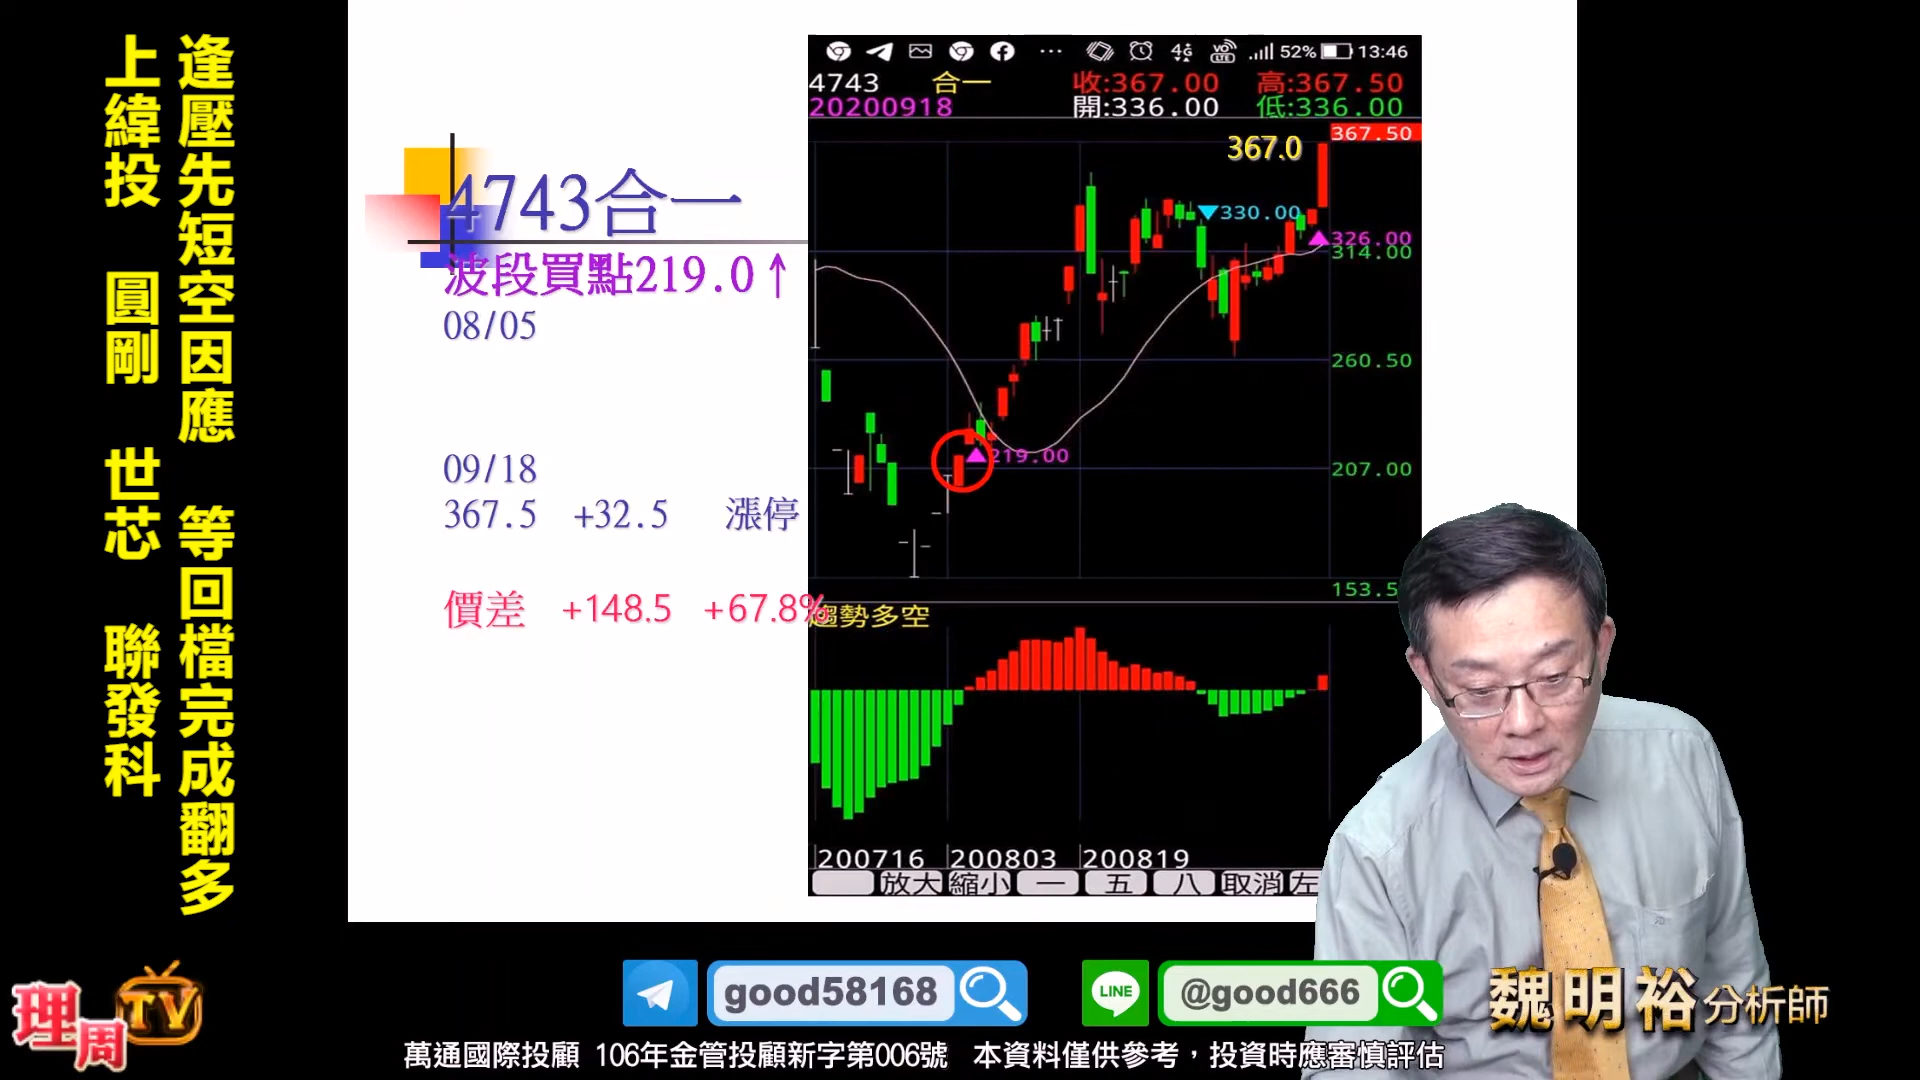 逢壓先短空因應 等回檔完成翻多
上緯投 圓剛 世芯 聯發科
4743合一
波段買點219.0↑
08/05
09/18
367.5 +32.5 漲停
價差 +148.5 +67.8%
52% 13:46
4743 合一 收:367.00 高:367.50
20200918 開:336.00 低:336.00
367.50
367.0
330.00
326.00
314.00
260.50
219.00
207.00
153.5
趨勢多空
200716 200803 200819
放大 縮小 一 五 八 取消 左
理周TV
good58168
LINE @good666
魏明裕分析師
萬通國際投顧 106年金管投顧新字第006號 本資料僅供參考，投資時應審慎評估